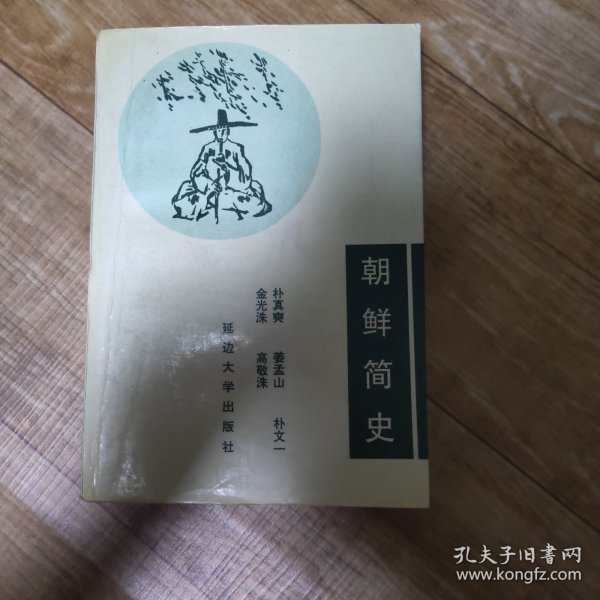 朝鲜简史
朴真奭 姜孟山 朴文一
金光洙 高敬洙
延边大学出版社
孔夫子旧书网
www.kongfz.com